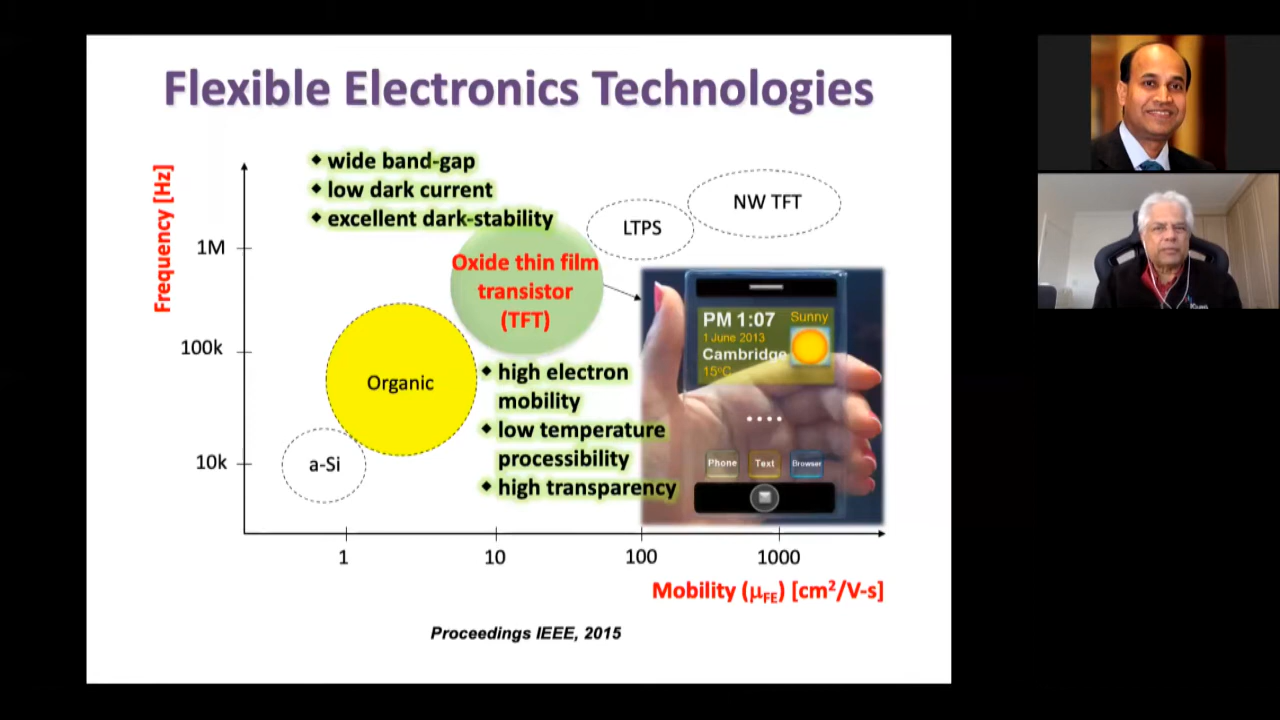 Flexible Electronics Technologies
◆ wide band-gap
◆ low dark current
◆ excellent dark-stability
Frequency [Hz]
1M
100k
10k
NW TFT
LTPS
Oxide thin film
transistor
(TFT)
Organic
a-Si
◆ high electron
mobility
◆ low temperature
processibility
◆ high transparency
PM 1:07
Sunny
1 June 2013
Cambridge
15°C
Phone
Text
Browser
1
10
100
1000
Mobility (μFE) [cm²/V-s]
Proceedings IEEE, 2015